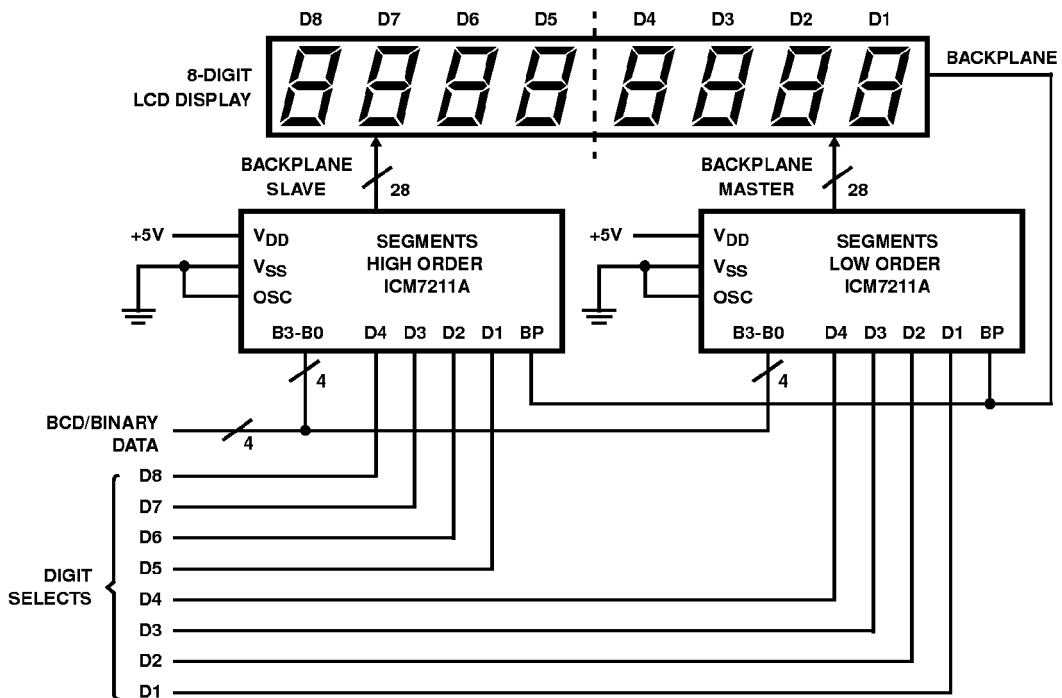 D8 D7 D6 D5 D4 D3 D2 D1
8-DIGIT
LCD DISPLAY
BACKPLANE
BACKPLANE
SLAVE
28
BACKPLANE
MASTER
28
+5V
VDD
VSS
OSC
SEGMENTS
HIGH ORDER
ICM7211A
B3-B0 D4 D3 D2 D1 BP
4
+5V
VDD
VSS
OSC
SEGMENTS
LOW ORDER
ICM7211A
B3-B0 D4 D3 D2 D1 BP
4
BCD/BINARY
DATA
4
DIGIT
SELECTS
D8
D7
D6
D5
D4
D3
D2
D1